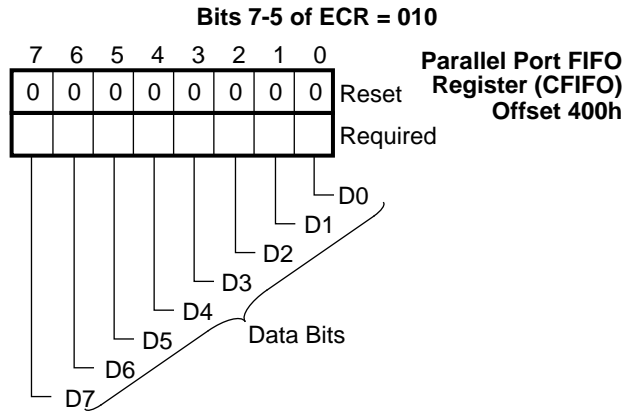 Bits 7-5 of ECR = 010
7 6 5 4 3 2 1 0
Parallel Port FIFO
Register (CFIFO)
Offset 400h
0 0 0 0 0 0 0 0 Reset
Required
D0
D1
D2
D3
D4
D5
D6
D7
Data Bits